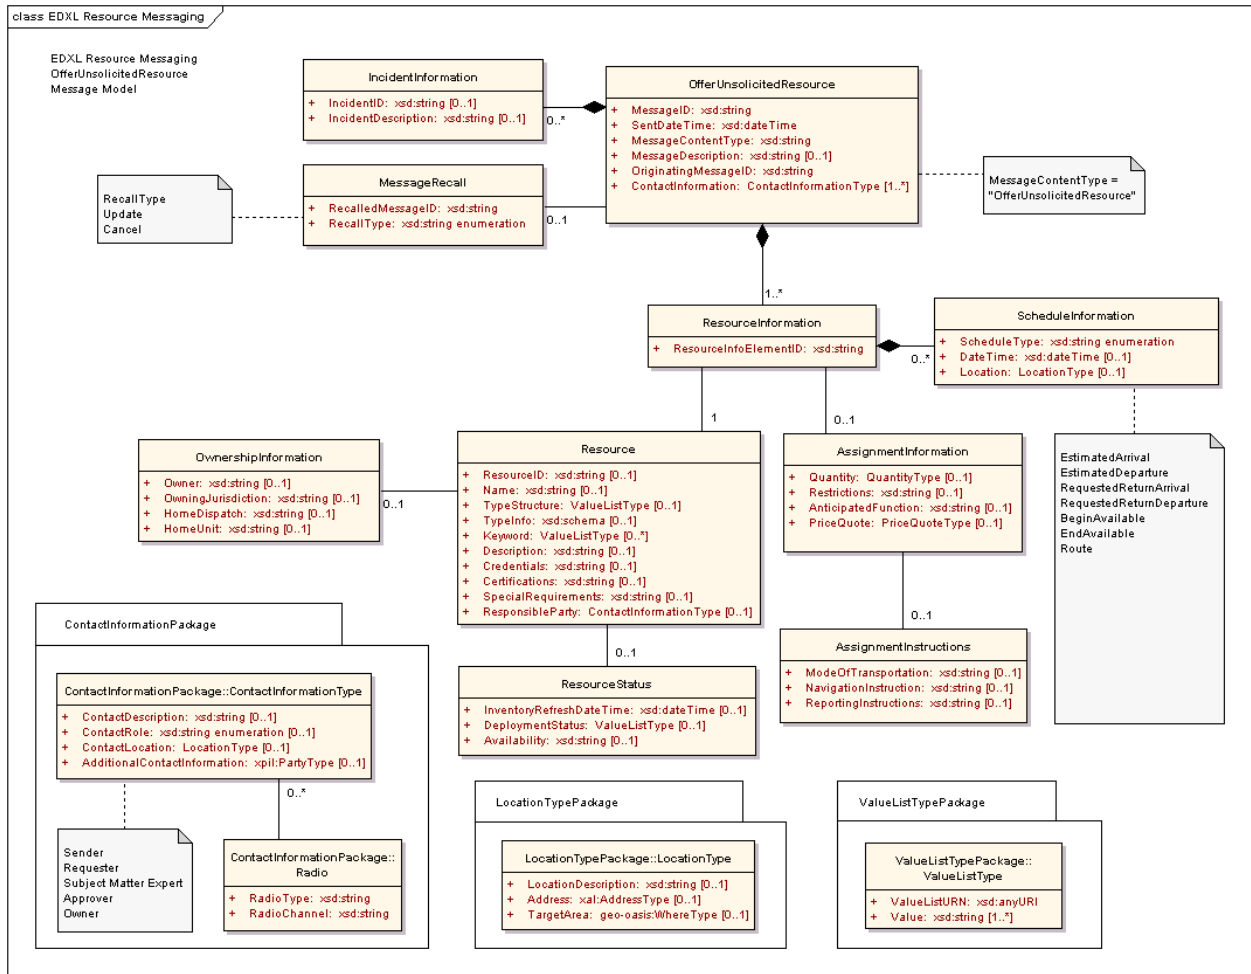 class EDXL Resource Messaging
EDXL Resource Messaging
OfferUnsolicitedResource
Message Model
IncidentInformation
+ IncidentID: xsd:string [0..1]
+ IncidentDescription: xsd:string [0..1]
0..*
OfferUnsolicitedResource
+ MessageID: xsd:string
+ SentDateTime: xsd:dateTime
+ MessageContentType: xsd:string
+ MessageDescription: xsd:string [0..1]
+ OriginatingMessageID: xsd:string
+ ContactInformation: ContactInformationType [1..*]
MessageContentType =
"OfferUnsolicitedResource"
RecallType
Update
Cancel
MessageRecall
+ RecalledMessageID: xsd:string
+ RecallType: xsd:string enumeration
0..1
1..*
ResourceInformation
+ ResourceInfoElementID: xsd:string
0..*
ScheduleInformation
+ ScheduleType: xsd:string enumeration
+ DateTime: xsd:dateTime [0..1]
+ Location: LocationType [0..1]
1
0..1
OwnershipInformation
+ Owner: xsd:string [0..1]
+ OwningJurisdiction: xsd:string [0..1]
+ HomeDispatch: xsd:string [0..1]
+ HomeUnit: xsd:string [0..1]
0..1
Resource
+ ResourceID: xsd:string [0..1]
+ Name: xsd:string [0..1]
+ TypeStructure: ValueListType [0..1]
+ TypeInfo: xsd:schema
+ Keyword: ValueListType [0..*]
+ Description: xsd:string [0..1]
+ Credentials: xsd:string [0..1]
+ Certifications: xsd:string [0..1]
+ SpecialRequirements: xsd:string [0..1]
+ ResponsibleParty: ContactInformationType [0..1]
AssignmentInformation
+ Quantity: QuantityType [0..1]
+ Restrictions: xsd:string [0..1]
+ AnticipatedFunction: xsd:string [0..1]
+ PriceQuote: PriceQuoteType [0..1]
EstimatedArrival
EstimatedDeparture
RequestedReturnArrival
RequestedReturnDeparture
BeginAvailable
EndAvailable
Route
0..1
0..1
AssignmentInstructions
+ ModeOfTransportation: xsd:string [0..1]
+ NavigationInstruction: xsd:string [0..1]
+ ReportingInstructions: xsd:string [0..1]
ResourceStatus
+ InventoryRefreshDateTime: xsd:dateTime [0..1]
+ DeploymentStatus: ValueListType [0..1]
+ Availability: xsd:string [0..1]
ContactInformationPackage
ContactInformationPackage::ContactInformationType
+ ContactDescription: xsd:string [0..1]
+ ContactRole: xsd:string enumeration [0..1]
+ ContactLocation: LocationType [0..1]
+ AdditionalContactInformation: xpil:PartyType [0..1]
0..*
Sender
Requester
Subject Matter Expert
Approver
Owner
ContactInformationPackage::
Radio
+ RadioType: xsd:string
+ RadioChannel: xsd:string
LocationTypePackage
LocationTypePackage::LocationType
+ LocationDescription: xsd:string [0..1]
+ Address: xal:AddressType [0..1]
+ TargetArea: geo-oasis:WhereType [0..1]
ValueListTypePackage
ValueListTypePackage::
ValueListType
+ ValueListURN: xsd:anyURI
+ Value: xsd:string [1..*]